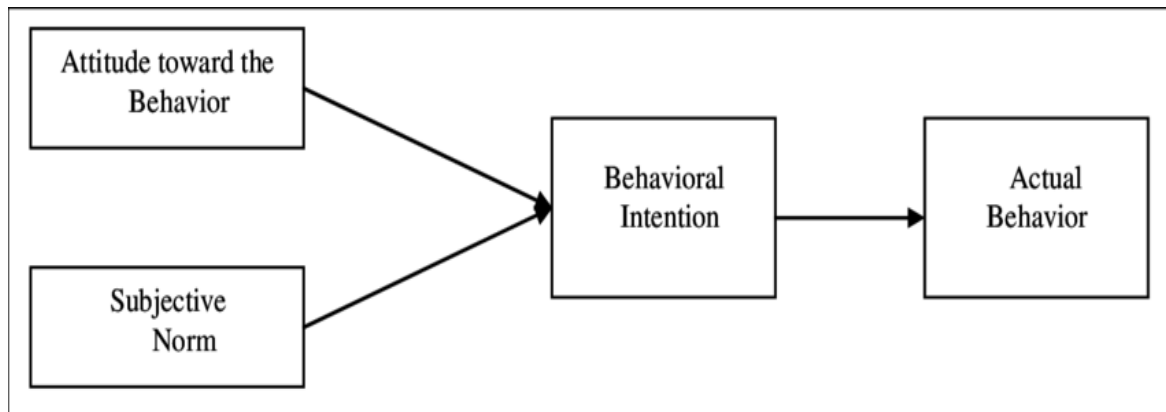 Attitude toward the
Behavior
Behavioral
Intention
Actual
Behavior
Subjective
Norm